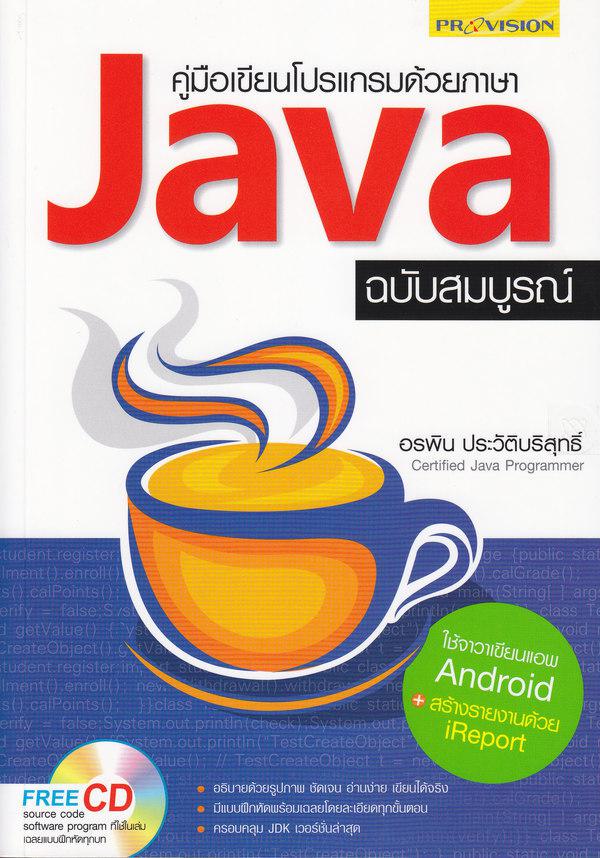 PROVISION
คู่มือเขียนโปรแกรมด้วยภาษา
Java
ฉบับสมบูรณ์
อรพิน ประวัติบริสุทธิ์
Certified Java Programmer
ใช้จาวาเขียนแอพ
Android
+ สร้างรายงานด้วย
iReport
FREE CD
source code
software program ที่ใช้ในเล่ม
เฉลยแบบฝึกหัดทุกบท
• อธิบายด้วยรูปภาพ ชัดเจน อ่านง่าย เขียนได้จริง
• มีแบบฝึกหัดพร้อมเฉลยโดยละเอียดทุกขั้นตอน
• ครอบคลุม JDK เวอร์ชั่นล่าสุด